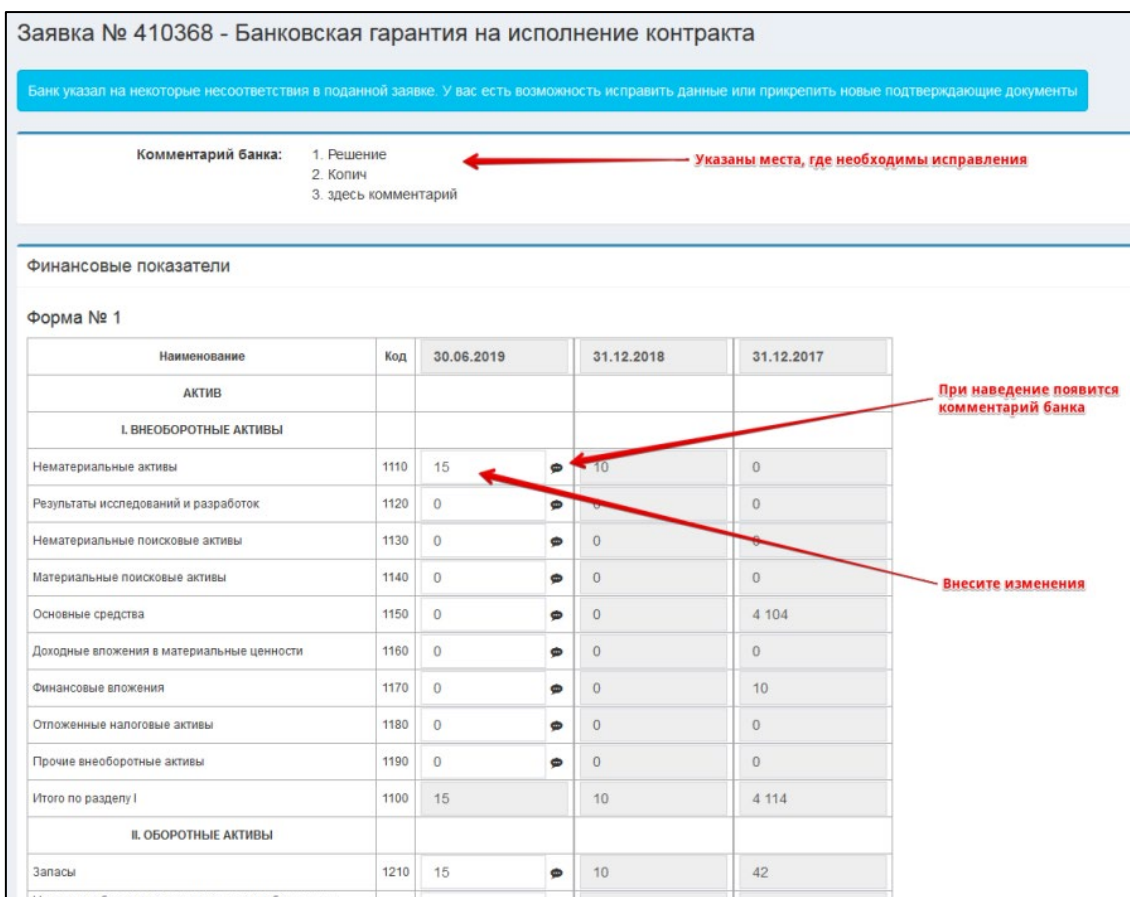 Заявка № 410368 - Банковская гарантия на исполнение контракта
Банк указал на некоторые несоответствия в поданной заявке. У вас есть возможность исправить данные или прикрепить новые подтверждающие документы
Комментарий банка: 1. Решение
2. Копич
3. здесь комментарий
Указаны места, где необходимы исправления
Финансовые показатели
Форма № 1
Наименование Код 30.06.2019 31.12.2018 31.12.2017
АКТИВ
При наведение появится
комментарий банка
I. ВНЕОБОРОТНЫЕ АКТИВЫ
Нематериальные активы 1110 15 10 0
Результаты исследований и разработок 1120 0 0 0
Нематериальные поисковые активы 1130 0 0 0
Материальные поисковые активы 1140 0 0 0
Внесите изменения
Основные средства 1150 0 0 4 104
Доходные вложения в материальные ценности 1160 0 0 0
Финансовые вложения 1170 0 0 10
Отложенные налоговые активы 1180 0 0 0
Прочие внеоборотные активы 1190 0 0 0
Итого по разделу I 1100 15 10 4 114
II. ОБОРОТНЫЕ АКТИВЫ
Запасы 1210 15 10 42